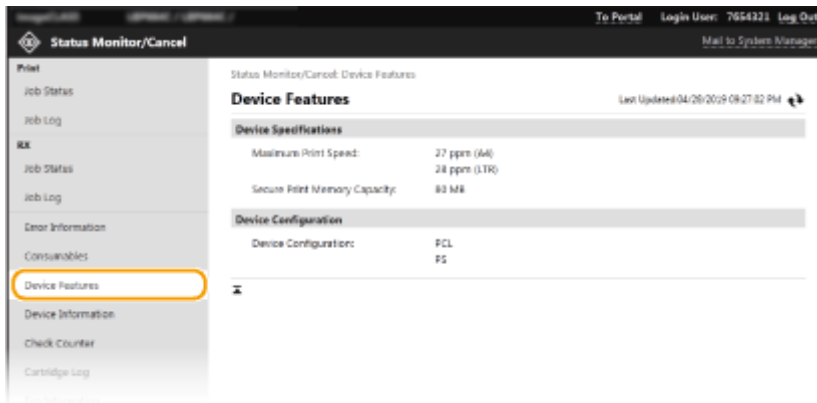 To Portal Login User: 7654321 Log Out
Status Monitor/Cancel
Mail to System Manager
Print
Job Status
Job Log
RX
Job Status
Job Log
Error Information
Consumables
Device Features
Device Information
Check Counter
Cartridge Log
Status Monitor/Cancel: Device Features
Device Features
Last Updated:04/28/2019 09:27:02 PM
Device Specifications
Maximum Print Speed: 27 ppm (A4)
28 ppm (LTR)
Secure Print Memory Capacity: 80 MB
Device Configuration
Device Configuration: PCL
PS